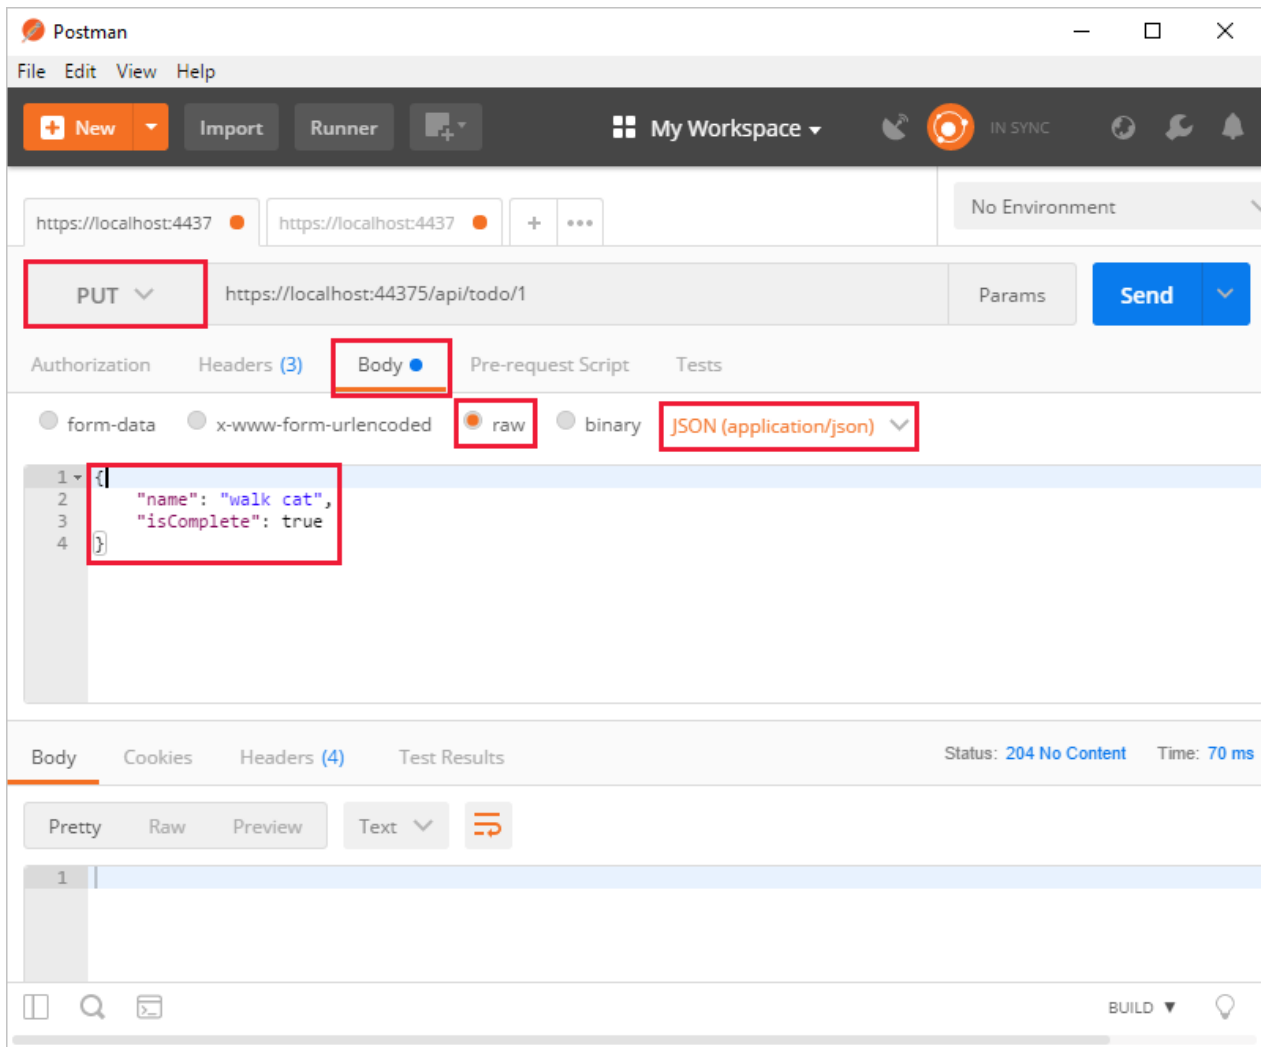 Postman
File Edit View Help
New Import Runner My Workspace IN SYNC
https://localhost:4437 https://localhost:4437 + ••• No Environment
PUT https://localhost:44375/api/todo/1 Params Send
Authorization Headers (3) Body Pre-request Script Tests
form-data x-www-form-urlencoded raw binary JSON (application/json)
1 {
2 "name": "walk cat",
3 "isComplete": true
4 }
Body Cookies Headers (4) Test Results Status: 204 No Content Time: 70 ms
Pretty Raw Preview Text
1
BUILD